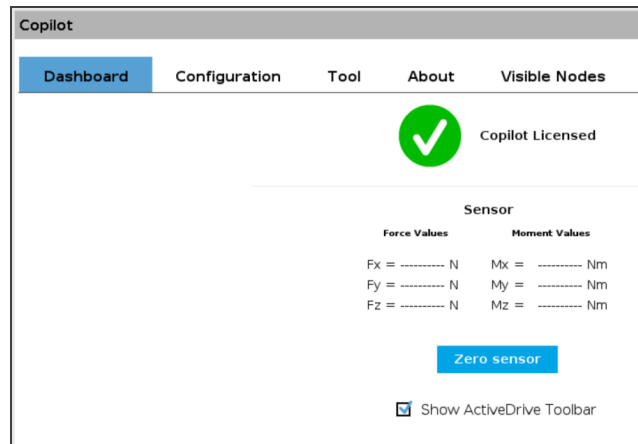 Copilot
Dashboard Configuration Tool About Visible Nodes
Copilot Licensed
Sensor
Force Values Moment Values
Fx = ---------- N Mx = ---------- Nm
Fy = ---------- N My = ---------- Nm
Fz = ---------- N Mz = ---------- Nm
Zero sensor
Show ActiveDrive Toolbar